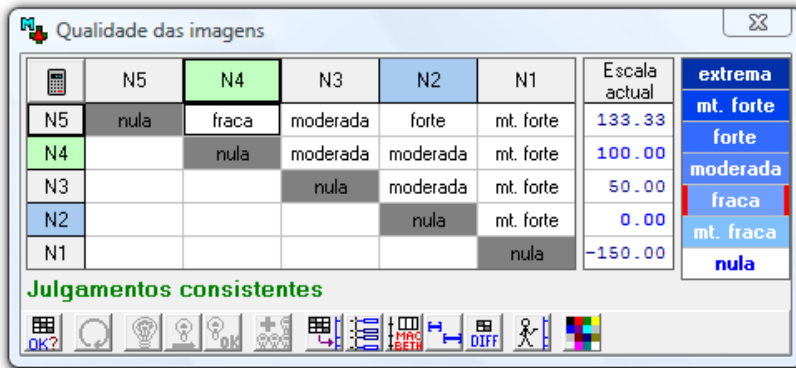 Qualidade das imagens
N5 N4 N3 N2 N1 Escala actual extrema
N5 nula fraca moderada forte mt. forte 133.33 mt. forte
N4 nula moderada moderada mt. forte 100.00 forte
N3 nula moderada mt. forte 50.00 moderada
N2 nula mt. forte 0.00 fraca
N1 nula -150.00 mt. fraca
nula
Julgamentos consistentes
OK? OK MAC BETH DIFF